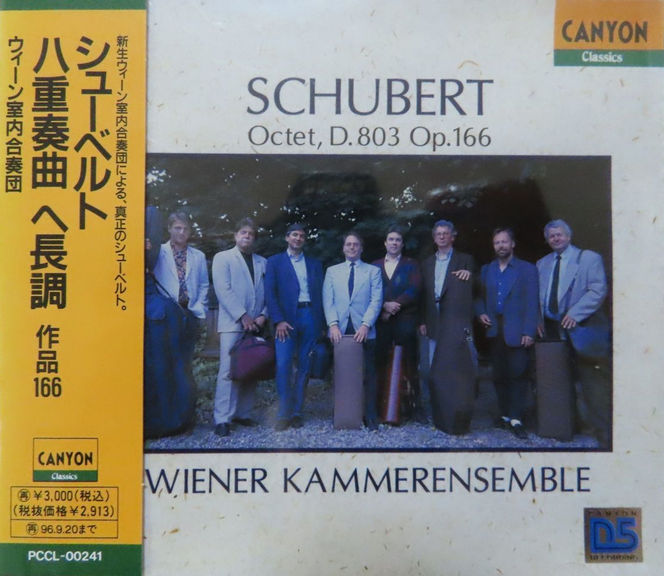 新生ウィーン室内合奏団による、真正のシューベルト。
シューベルト
八重奏曲 ヘ長調 作品166
ウィーン室内合奏団
CANYON
Classics
再 ¥3,000(税込)
(税抜価格¥2,913)
再 96.9.20まで
PCCL-00241
CANYON
Classics
SCHUBERT
Octet, D.803 Op.166
WIENER KAMMERENSEMBLE
CANYON